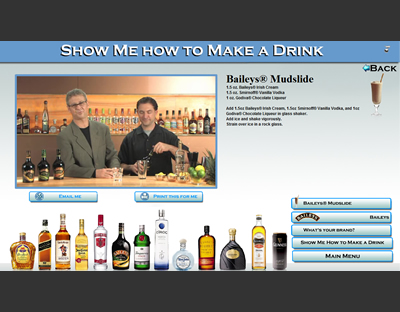 Show Me how to Make a Drink
Back
Baileys® Mudslide
1.5 oz. Baileys® Irish Cream
1.5 oz. Smirnoff® Vanilla Vodka
1 oz. Godiva® Chocolate Liqueur
Add 1.5oz Baileys® Irish Cream, 1.5oz Smirnoff® Vanilla Vodka, and 1oz
Godiva® Chocolate Liqueur in glass shaker.
Add ice and shake vigorously.
Strain over ice in a rock glass.
Email me
Print this for me
Baileys® Mudslide
Baileys
Baileys
What's your brand?
Show Me How to Make a Drink
Main Menu
CÎROC
GUINNESS